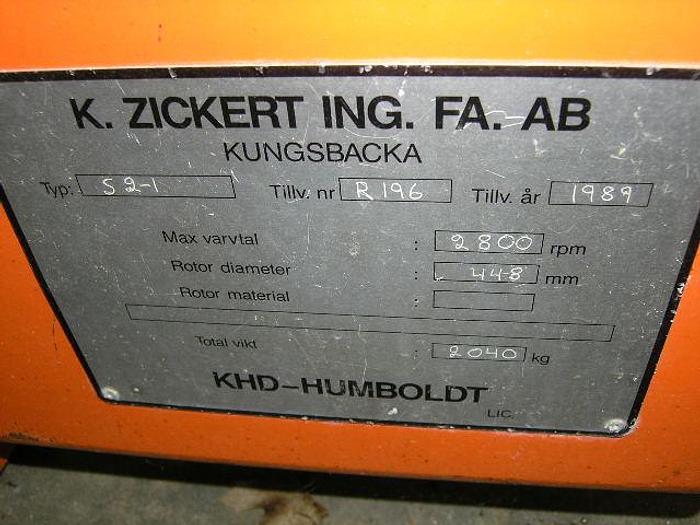 K. ZICKERT ING. FA. AB
KUNGSBACKA
Typ: S2-1 Tillv. nr R196 Tillv. år 1989
Max varvtal : 2800 rpm
Rotor diameter : 448 mm
Rotor material :
Total vikt : 2040 kg
KHD-HUMBOLDT
LIC.